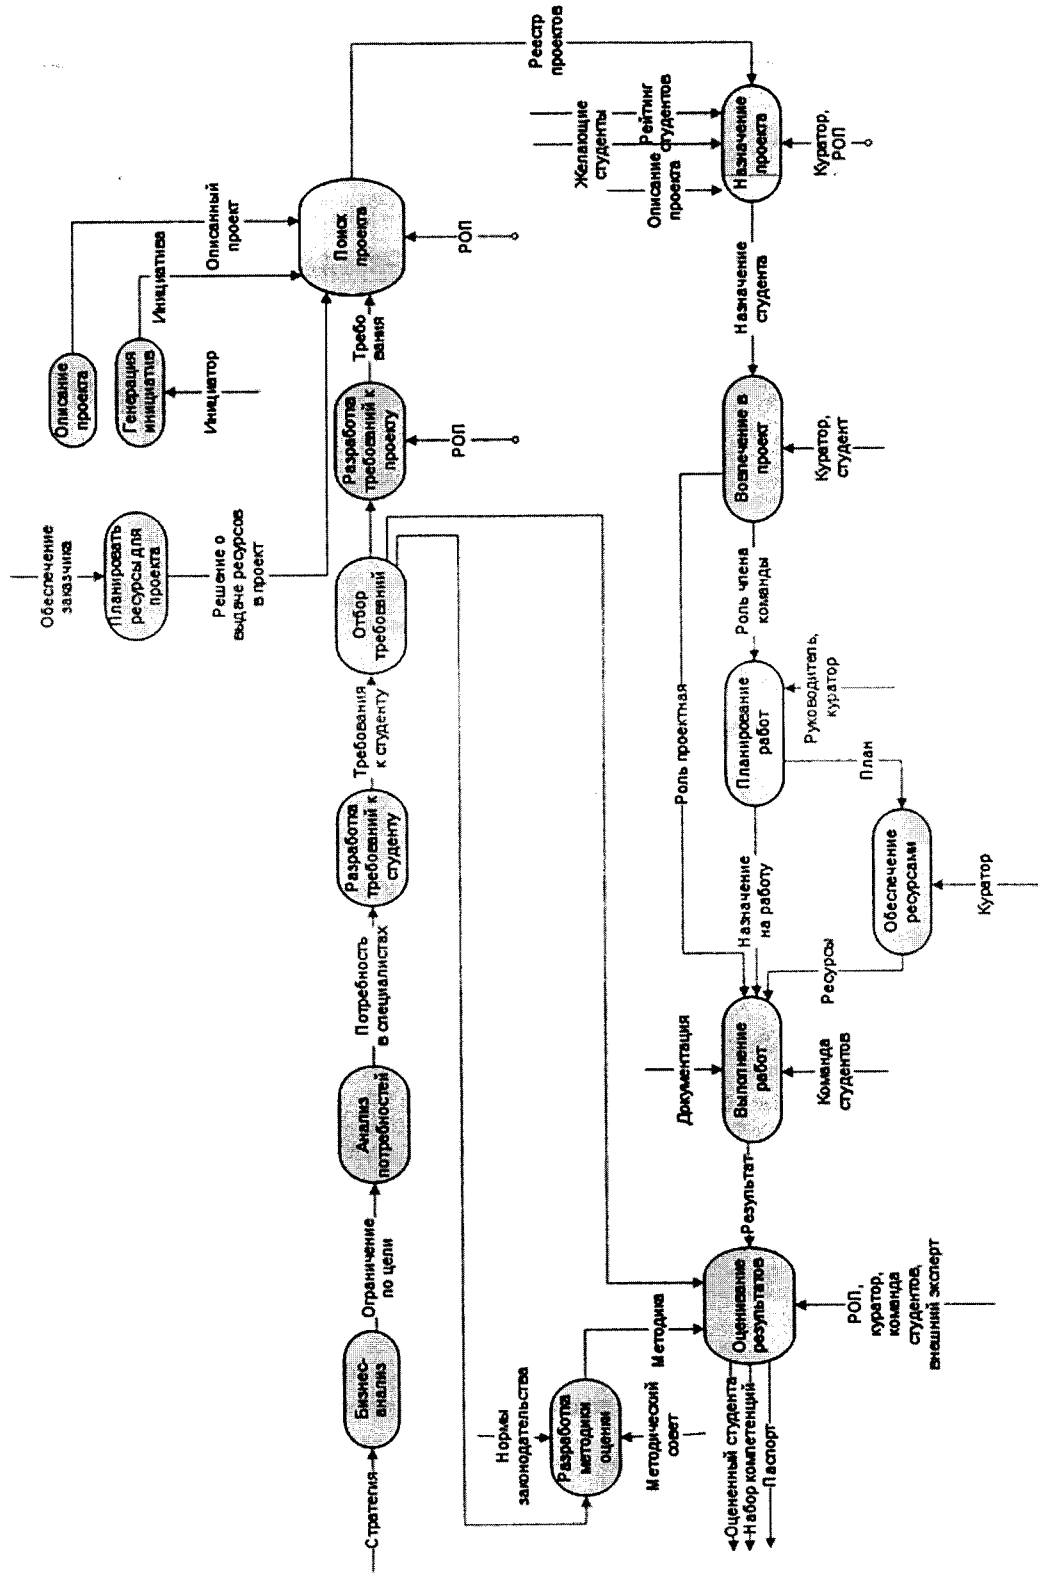 Стратегия
Бизнес-
анализ
Ограничение
по цели
Анализ
потребностей
Потребность
в специалистах
Разработка
требований к
студенту
Требования
к студенту
Отбор
требований
Разработка
требований к
проекту
РОП
Требо
вания
Поиск
проекта
РОП
Обеспечение
заказчика
Планировать
ресурсы для
проекта
Решение о
выдаче ресурсов
в проект
Описание
проекта
Описанный
проект
Генерация
инициатив
Инициатива
Инициатор
Реестр
проектов
Желающие
студенты
Рейтинг
студентов
Описание
проекта
Назначение
проекта
Куратор,
РОП
Назначение
студента
Вовлечение в
проект
Куратор,
студент
Роль члена
команды
Роль проектная
Планирование
работ
Руководитель,
куратор
План
Назначение
на работу
Обеспечение
ресурсами
Куратор
Ресурсы
Документация
Выполнение
работ
Команда
студентов
Результат
Нормы
законодательства
Разработка
методики
оценки
Методический
совет
Методика
Оценивание
результатов
РОП,
куратор,
команда
студентов,
внешний эксперт
Оцененный студента
Набор компетенций
Паспорт